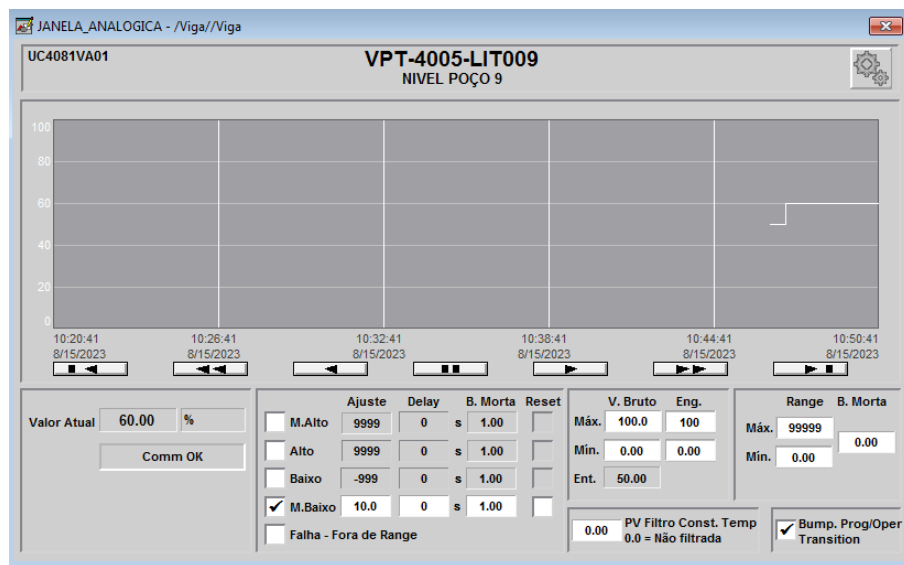 JANELA_ANALOGICA - /Viga//Viga
UC4081VA01
VPT-4005-LIT009
NIVEL POÇO 9
100
80
60
40
20
0
10:20:41 10:26:41 10:32:41 10:38:41 10:44:41 10:50:41
8/15/2023 8/15/2023 8/15/2023 8/15/2023 8/15/2023 8/15/2023
Valor Atual 60.00 %
Comm OK
Ajuste Delay B. Morta Reset
M.Alto 9999 0 s 1.00
Alto 9999 0 s 1.00
Baixo -999 0 s 1.00
M.Baixo 10.0 0 s 1.00
Falha - Fora de Range
V. Bruto Eng.
Máx. 100.0 100
Mín. 0.00 0.00
Ent. 50.00
Range B. Morta
Máx. 99999
0.00
Mín. 0.00
0.00 PV Filtro Const. Temp
0.0 = Não filtrada
Bump. Prog/Oper
Transition